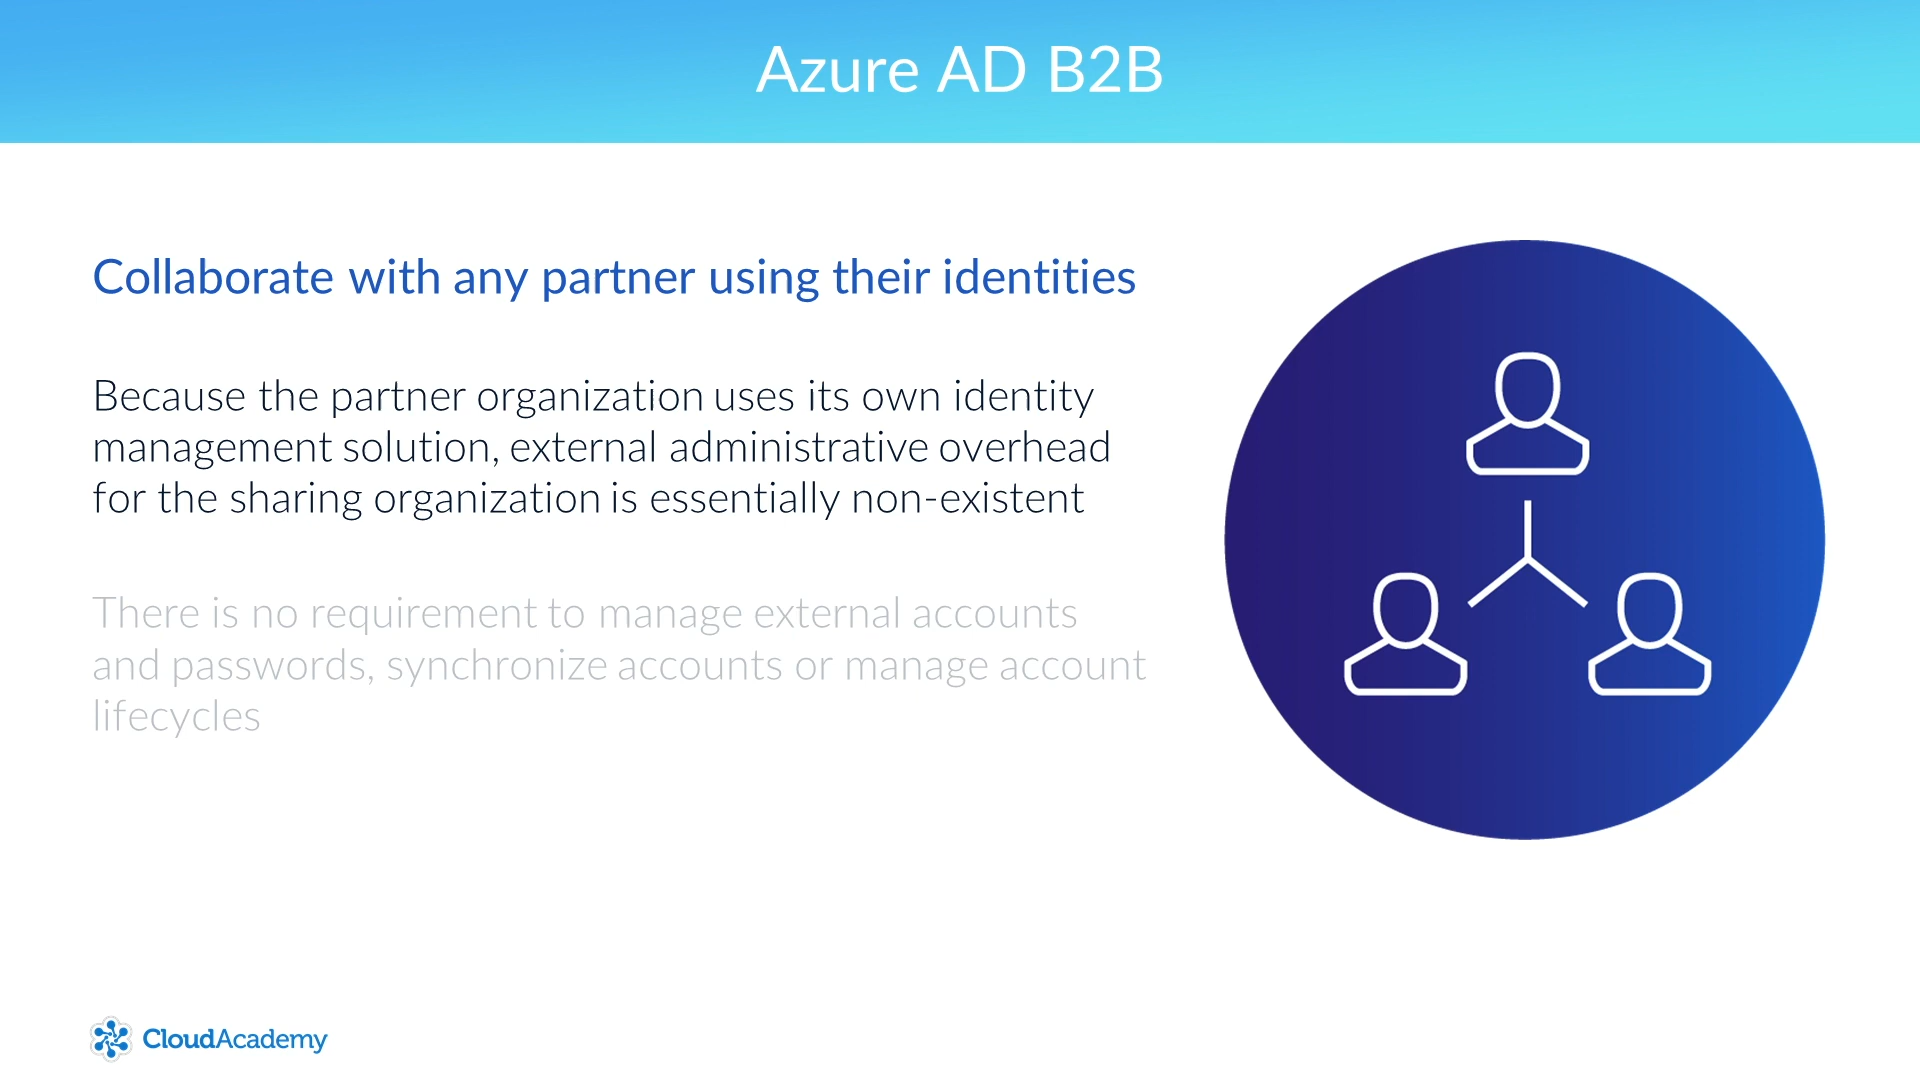 Azure AD B2B
Collaborate with any partner using their identities
Because the partner organization uses its own identity
management solution, external administrative overhead
for the sharing organization is essentially non-existent
There is no requirement to manage external accounts
and passwords, synchronize accounts or manage account
lifecycles
CloudAcademy